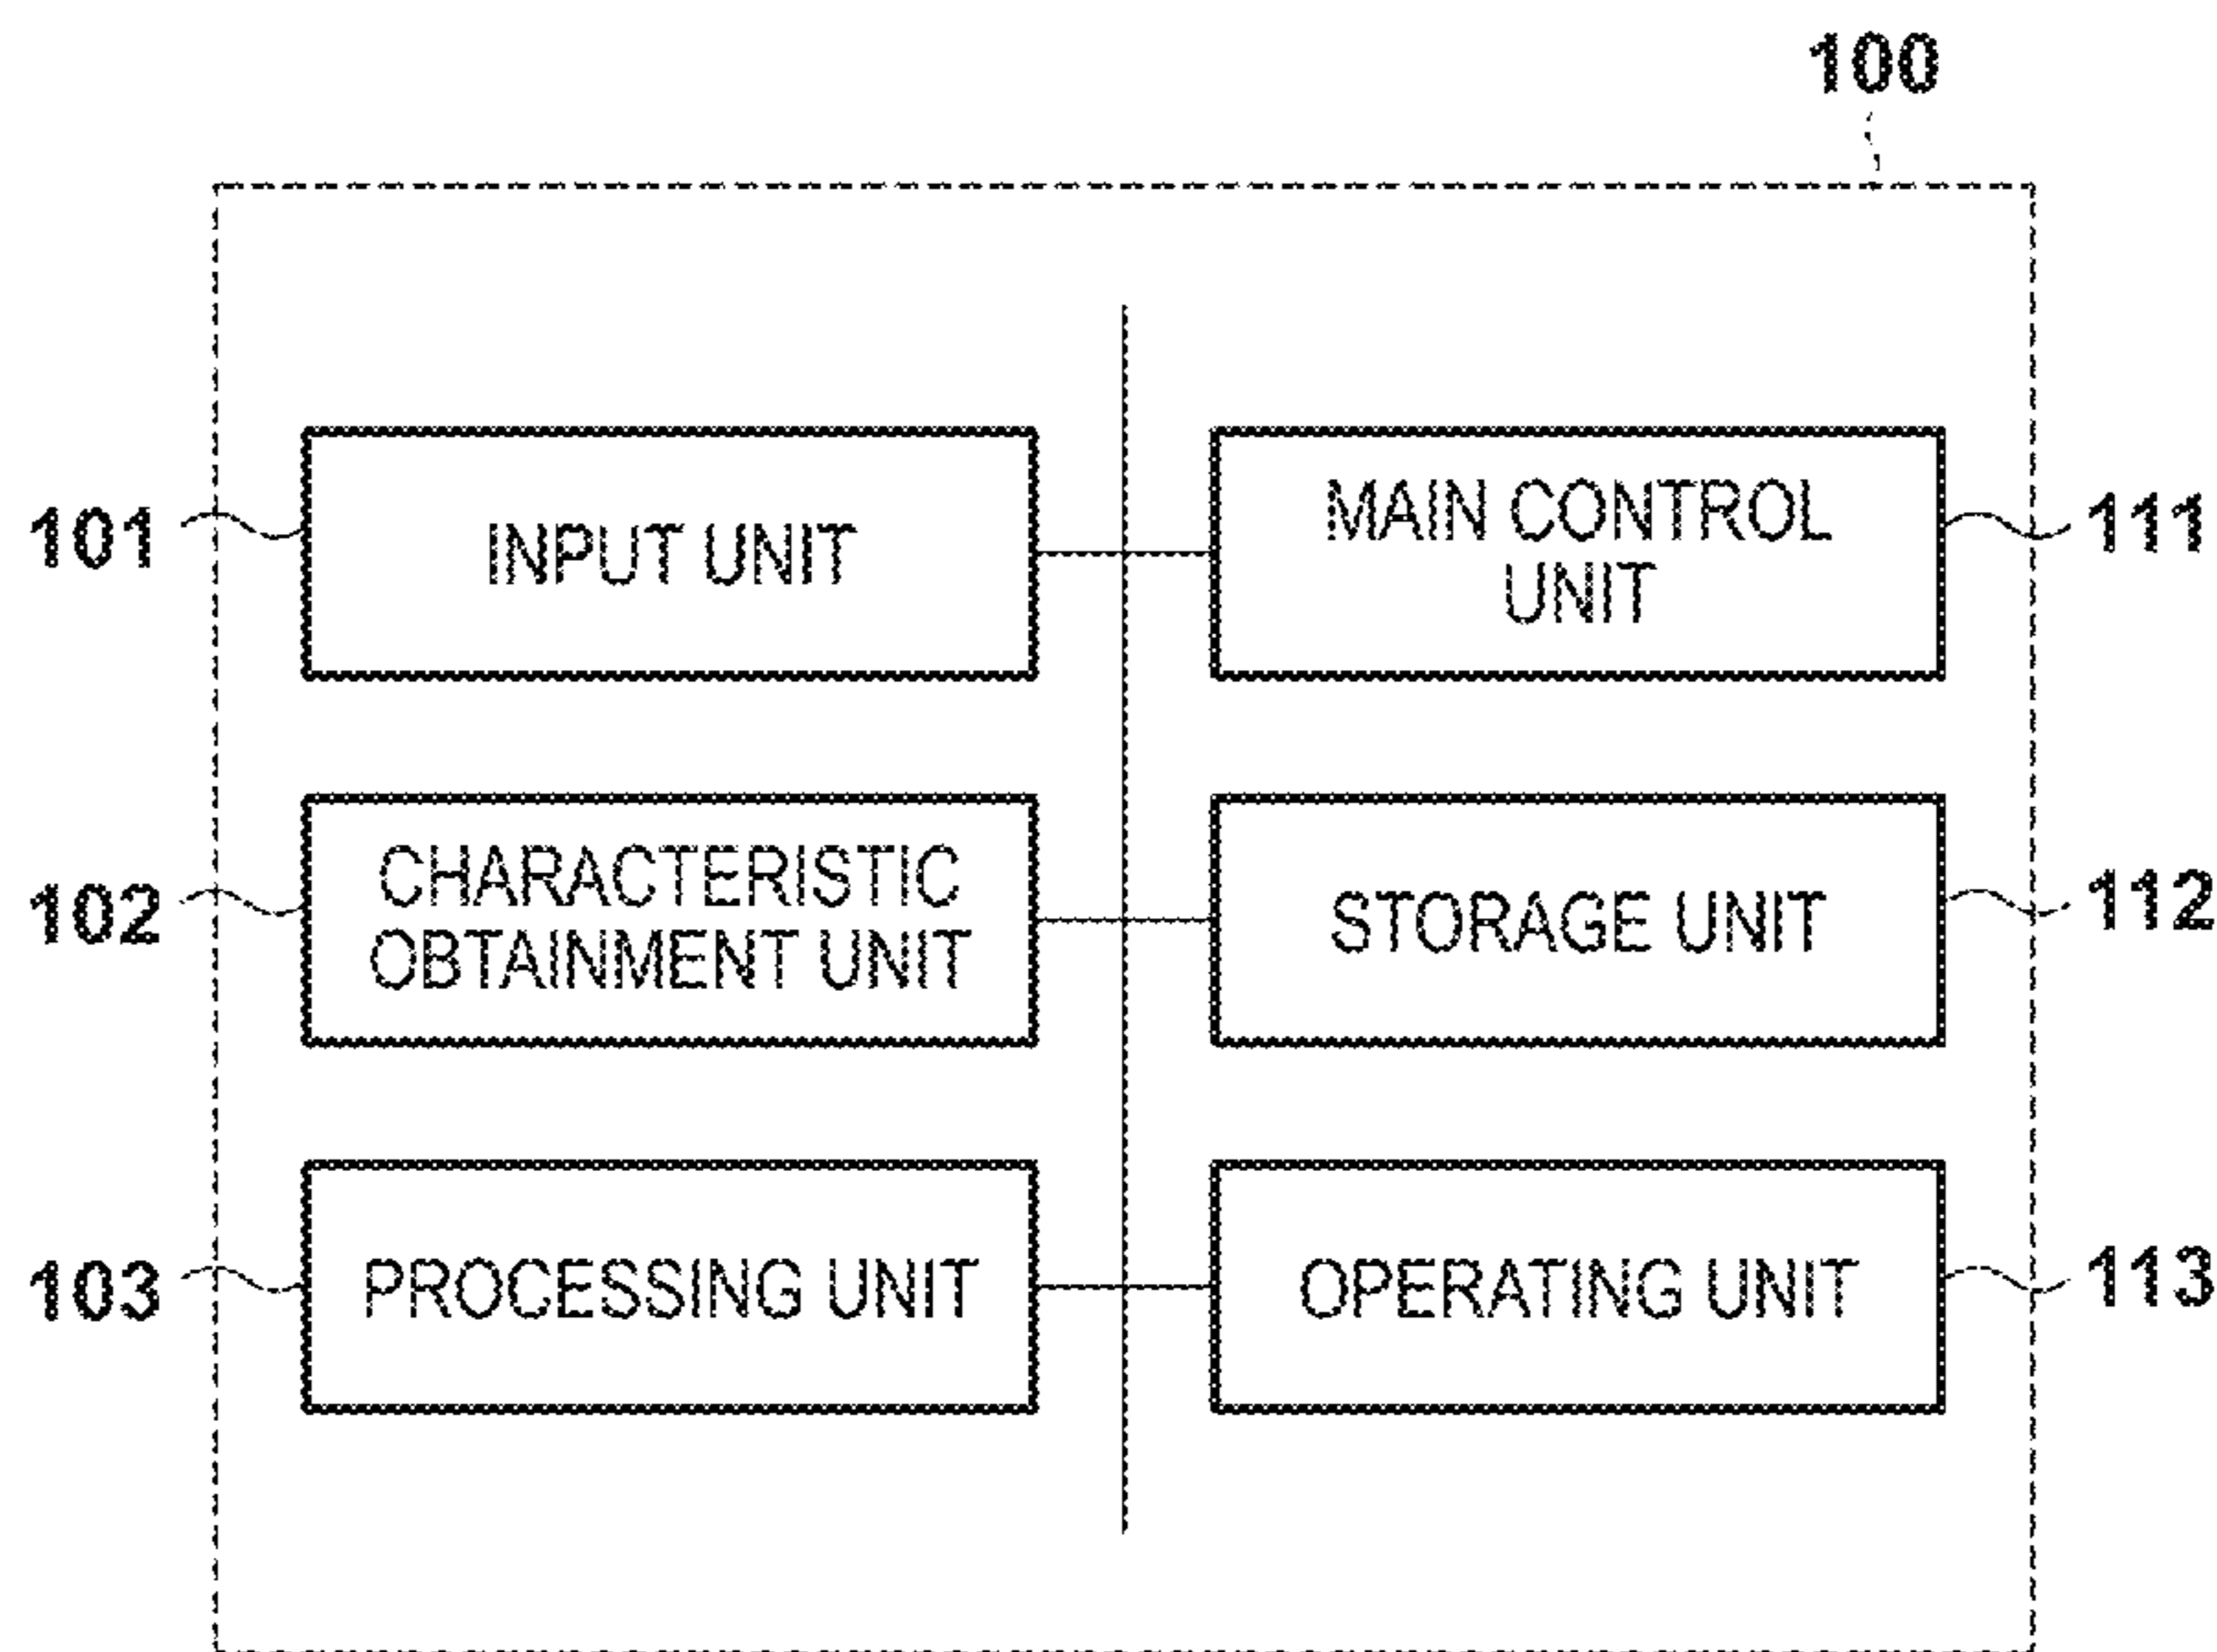 100
101
INPUT UNIT
MAIN CONTROL
UNIT
111
102
CHARACTERISTIC
OBTAINMENT UNIT
STORAGE UNIT
112
103
PROCESSING UNIT
OPERATING UNIT
113